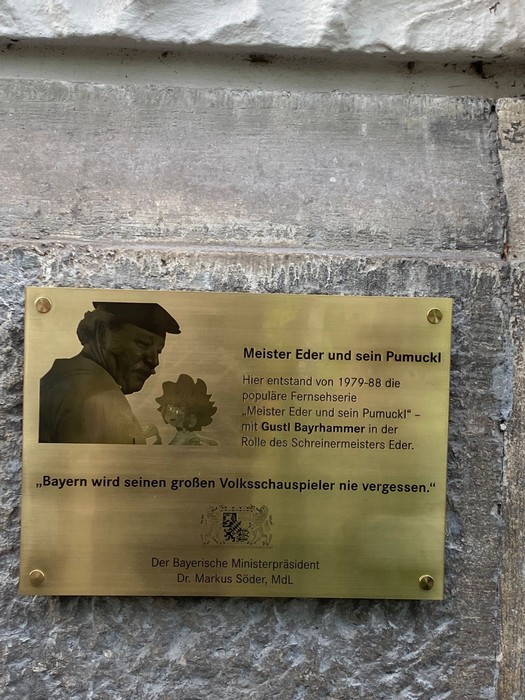 Meister Eder und sein Pumuckl
Hier entstand von 1979-88 die
populäre Fernsehserie
„Meister Eder und sein Pumuckl“ –
mit Gustl Bayrhammer in der
Rolle des Schreinermeisters Eder.
„Bayern wird seinen großen Volksschauspieler nie vergessen.“
Der Bayerische Ministerpräsident
Dr. Markus Söder, MdL